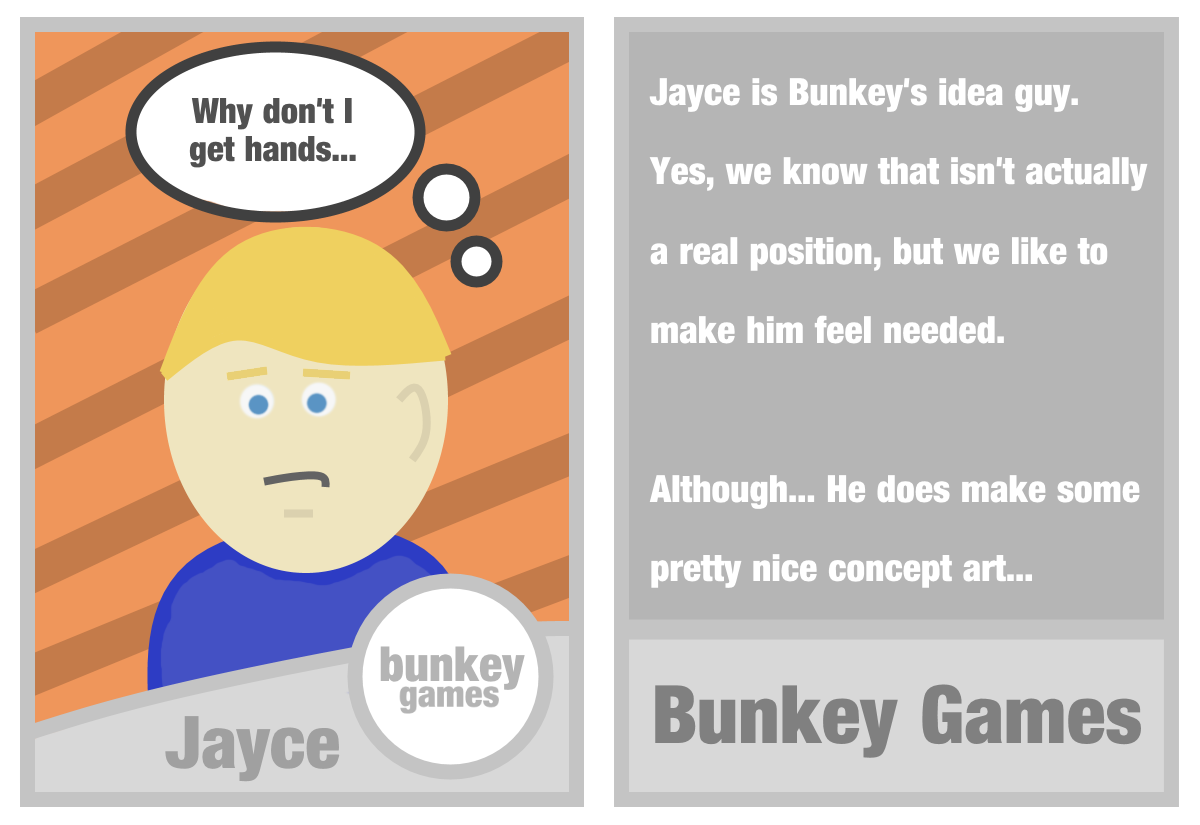 Why don't I
get hands...
bunkey
games
Jayce
Jayce is Bunkey's idea guy.
Yes, we know that isn't actually
a real position, but we like to
make him feel needed.
Although... He does make some
pretty nice concept art...
Bunkey Games